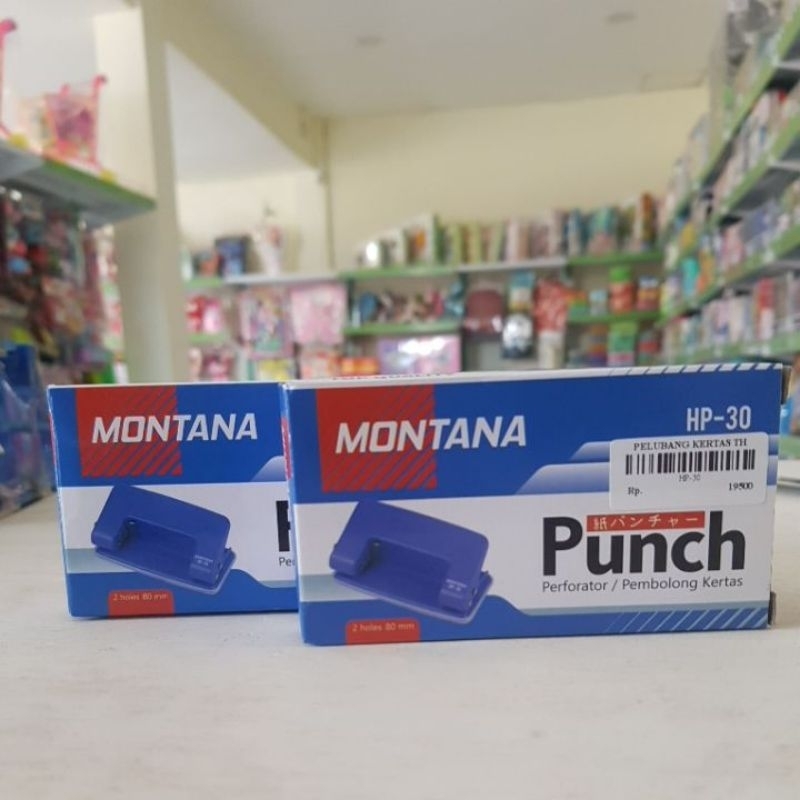 MONTANA
2 holes 80 mm
MONTANA
HP-30
PELUBANG KERTAS TH
HP-30
Rp. 19500
紙パンチャー
Punch
Perforator / Pembolong Kertas
MONTANA
2 holes 80 mm